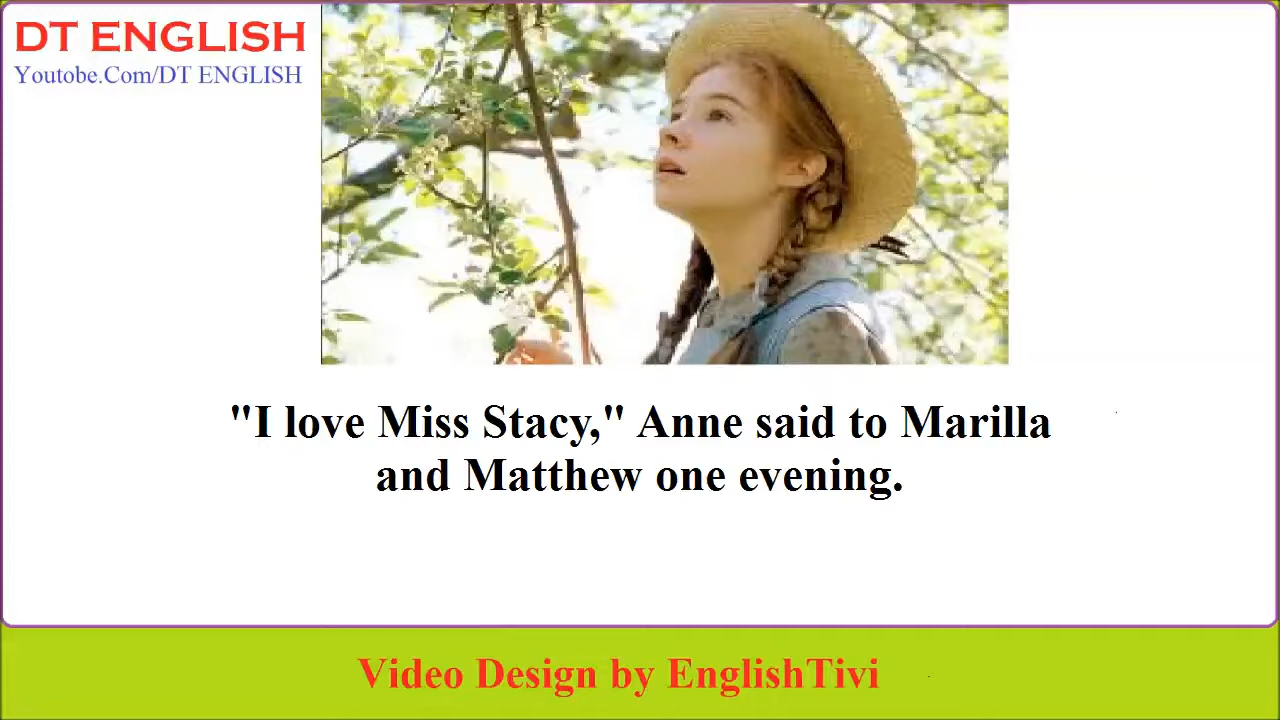 DT ENGLISH
Youtobe.Com/DT ENGLISH
"I love Miss Stacy," Anne said to Marilla
and Matthew one evening.
Video Design by EnglishTivi